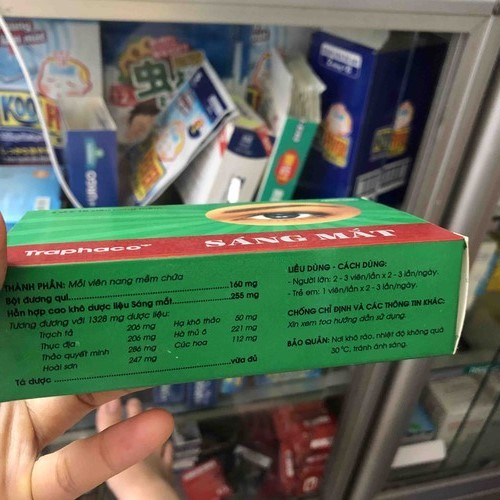 Traphaco
SÁNG MẮT
THÀNH PHẦN: Mỗi viên nang mềm chứa
Bột đương qui 160 mg
Hỗn hợp cao khô dược liệu Sáng mắt 255 mg
Tương đương với 1328 mg dược liệu:
Trạch tả 206 mg Hạ khô thảo 50 mg
Thục địa 206 mg Hà thủ ô 221 mg
Thảo quyết minh 286 mg Cúc hoa 112 mg
Hoài sơn 247 mg
Tá dược vừa đủ
LIỀU DÙNG - CÁCH DÙNG:
- Người lớn: 2 - 3 viên/lần x 2 - 3 lần/ngày.
- Trẻ em: 1 viên/lần x 2 - 3 lần/ngày.
CHỐNG CHỈ ĐỊNH VÀ CÁC THÔNG TIN KHÁC:
Xin xem toa hướng dẫn sử dụng.
BẢO QUẢN: Nơi khô ráo, nhiệt độ không quá
30°C, tránh ánh sáng.